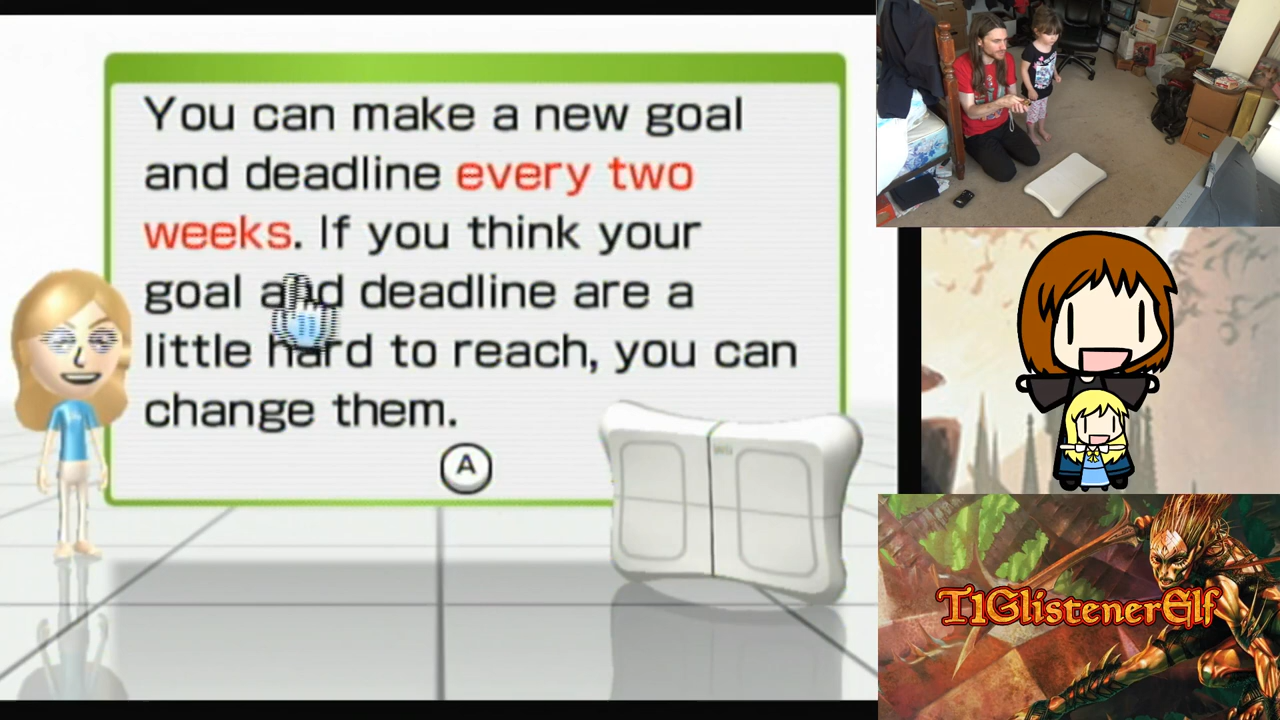 You can make a new goal
and deadline every two
weeks. If you think your
goal and deadline are a
little hard to reach, you can
change them.
A
Wii
T1GlistenerElf